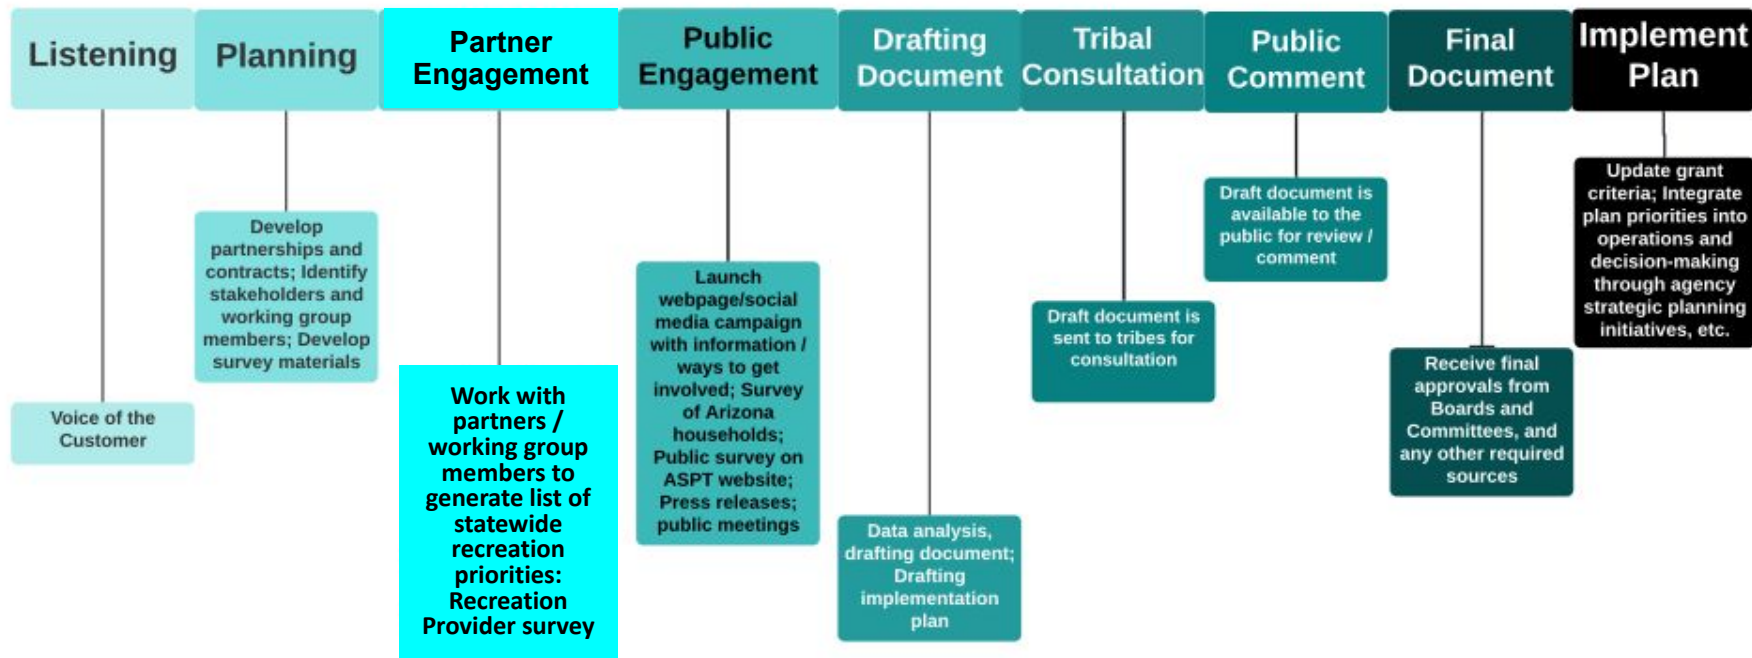 Listening
Planning
Partner
Engagement
Public
Engagement
Drafting
Document
Tribal
Consultation
Public
Comment
Final
Document
Implement
Plan
Voice of the
Customer
Develop
partnerships and
contracts; Identify
stakeholders and
working group
members; Develop
survey materials
Work with
partners /
working group
members to
generate list of
statewide
recreation
priorities:
Recreation
Provider survey
Launch
webpage/social
media campaign
with information /
ways to get
involved; Survey
of Arizona
households;
Public survey on
ASPT website;
Press releases;
public meetings
Data analysis,
drafting document;
Drafting
implementation
plan
Draft document is
sent to tribes for
consultation
Draft document is
available to the
public for review /
comment
Receive final
approvals from
Boards and
Committees, and
any other required
sources
Update grant
criteria; Integrate
plan priorities into
operations and
decision-making
through agency
strategic planning
initiatives, etc.